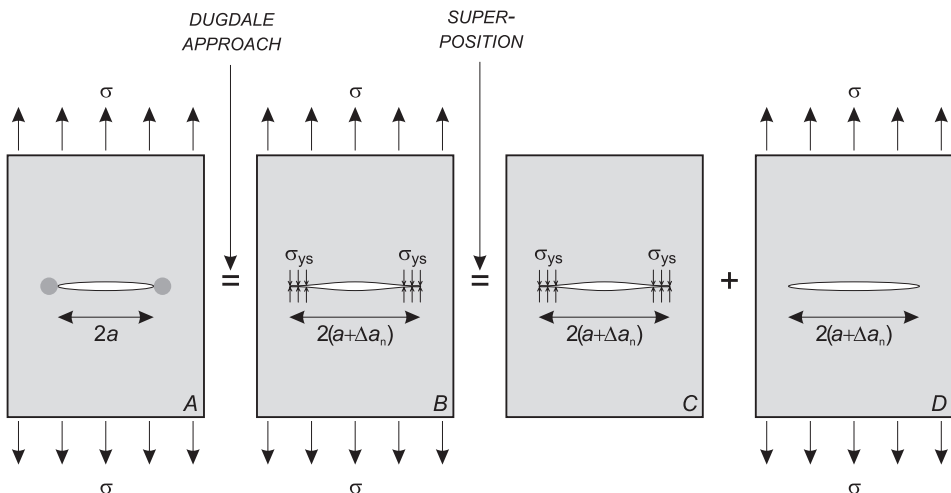 DUGDALE
APPROACH
SUPER-
POSITION
σ σ σ
σys σys = σys σys
= +
2a 2(a+Δan) 2(a+Δan) 2(a+Δan)
A B C D
σ σ σ